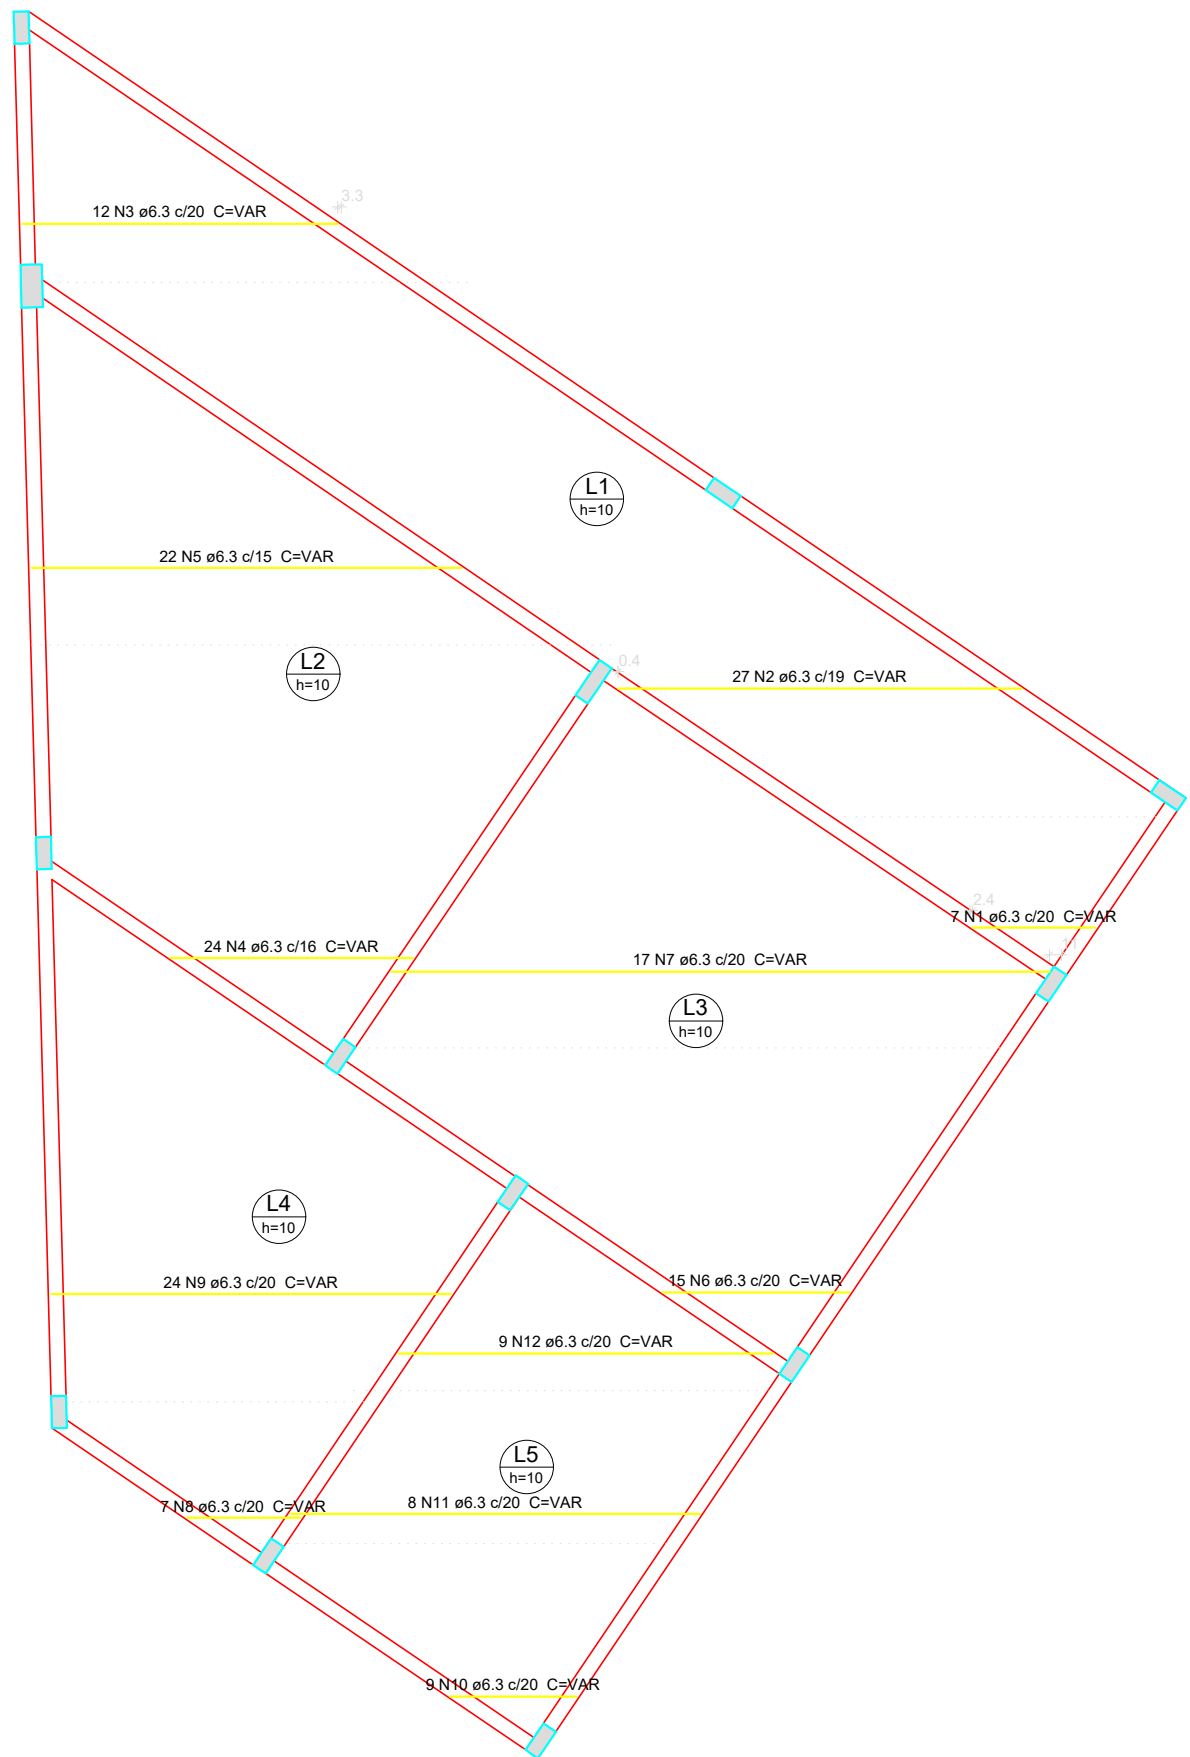 3.3
12 N3 ø6.3 c/20  C=VAR
L1
h=10
22 N5 ø6.3 c/15  C=VAR
L2
h=10
0.4
27 N2 ø6.3 c/19  C=VAR
2.4
7 N1 ø6.3 c/20  C=VAR
24 N4 ø6.3 c/16  C=VAR
17 N7 ø6.3 c/20  C=VAR
L3
h=10
L4
h=10
24 N9 ø6.3 c/20  C=VAR
15 N6 ø6.3 c/20  C=VAR
9 N12 ø6.3 c/20  C=VAR
L5
h=10
7 N8 ø6.3 c/20  C=VAR
8 N11 ø6.3 c/20  C=VAR
9 N10 ø6.3 c/20  C=VAR